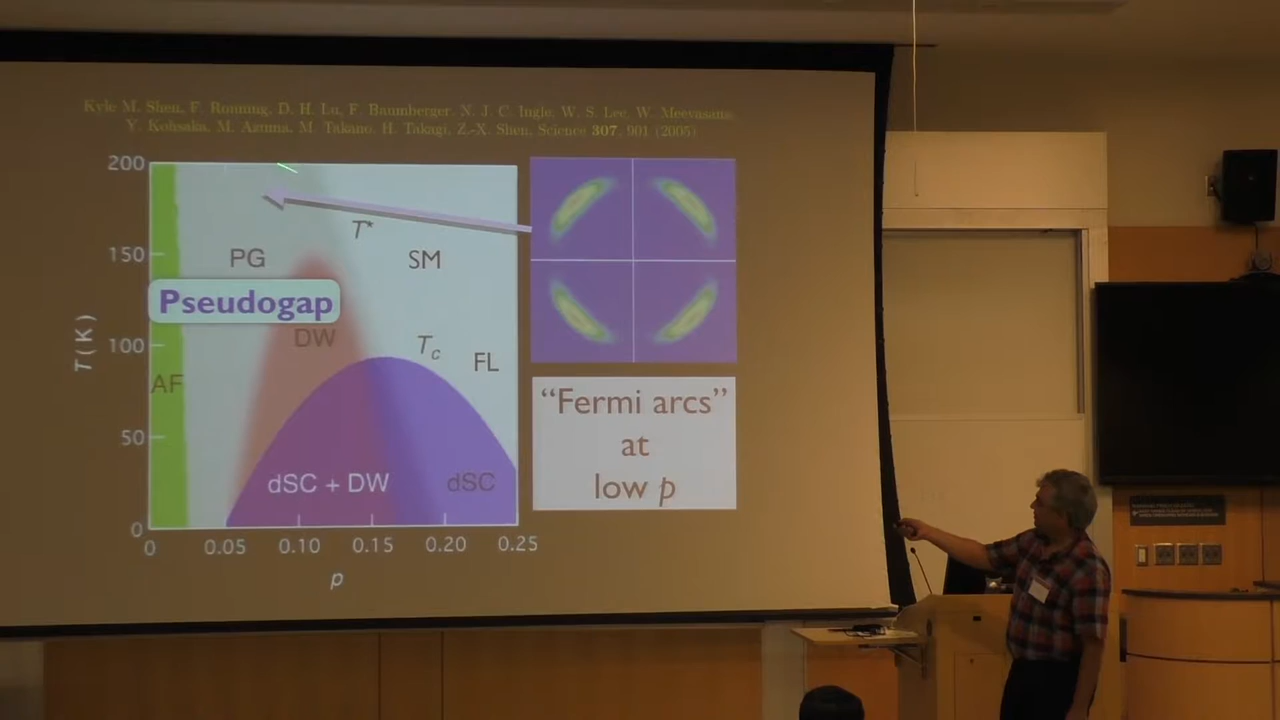 Kyle M. Shen, F. Ronning, D. H. Lu, F. Baumberger, N. J. C. Ingle, W. S. Lee, W. Meevasana,
Y. Kohsaka, M. Azuma, M. Takano, H. Takagi, Z.-X. Shen, Science 307, 901 (2005)
200
150
100
50
0
T(K)
T*
PG
SM
Pseudogap
DW
Tc
FL
AF
dSC + DW
dSC
0 0.05 0.10 0.15 0.20 0.25
p
“Fermi arcs”
at
low p